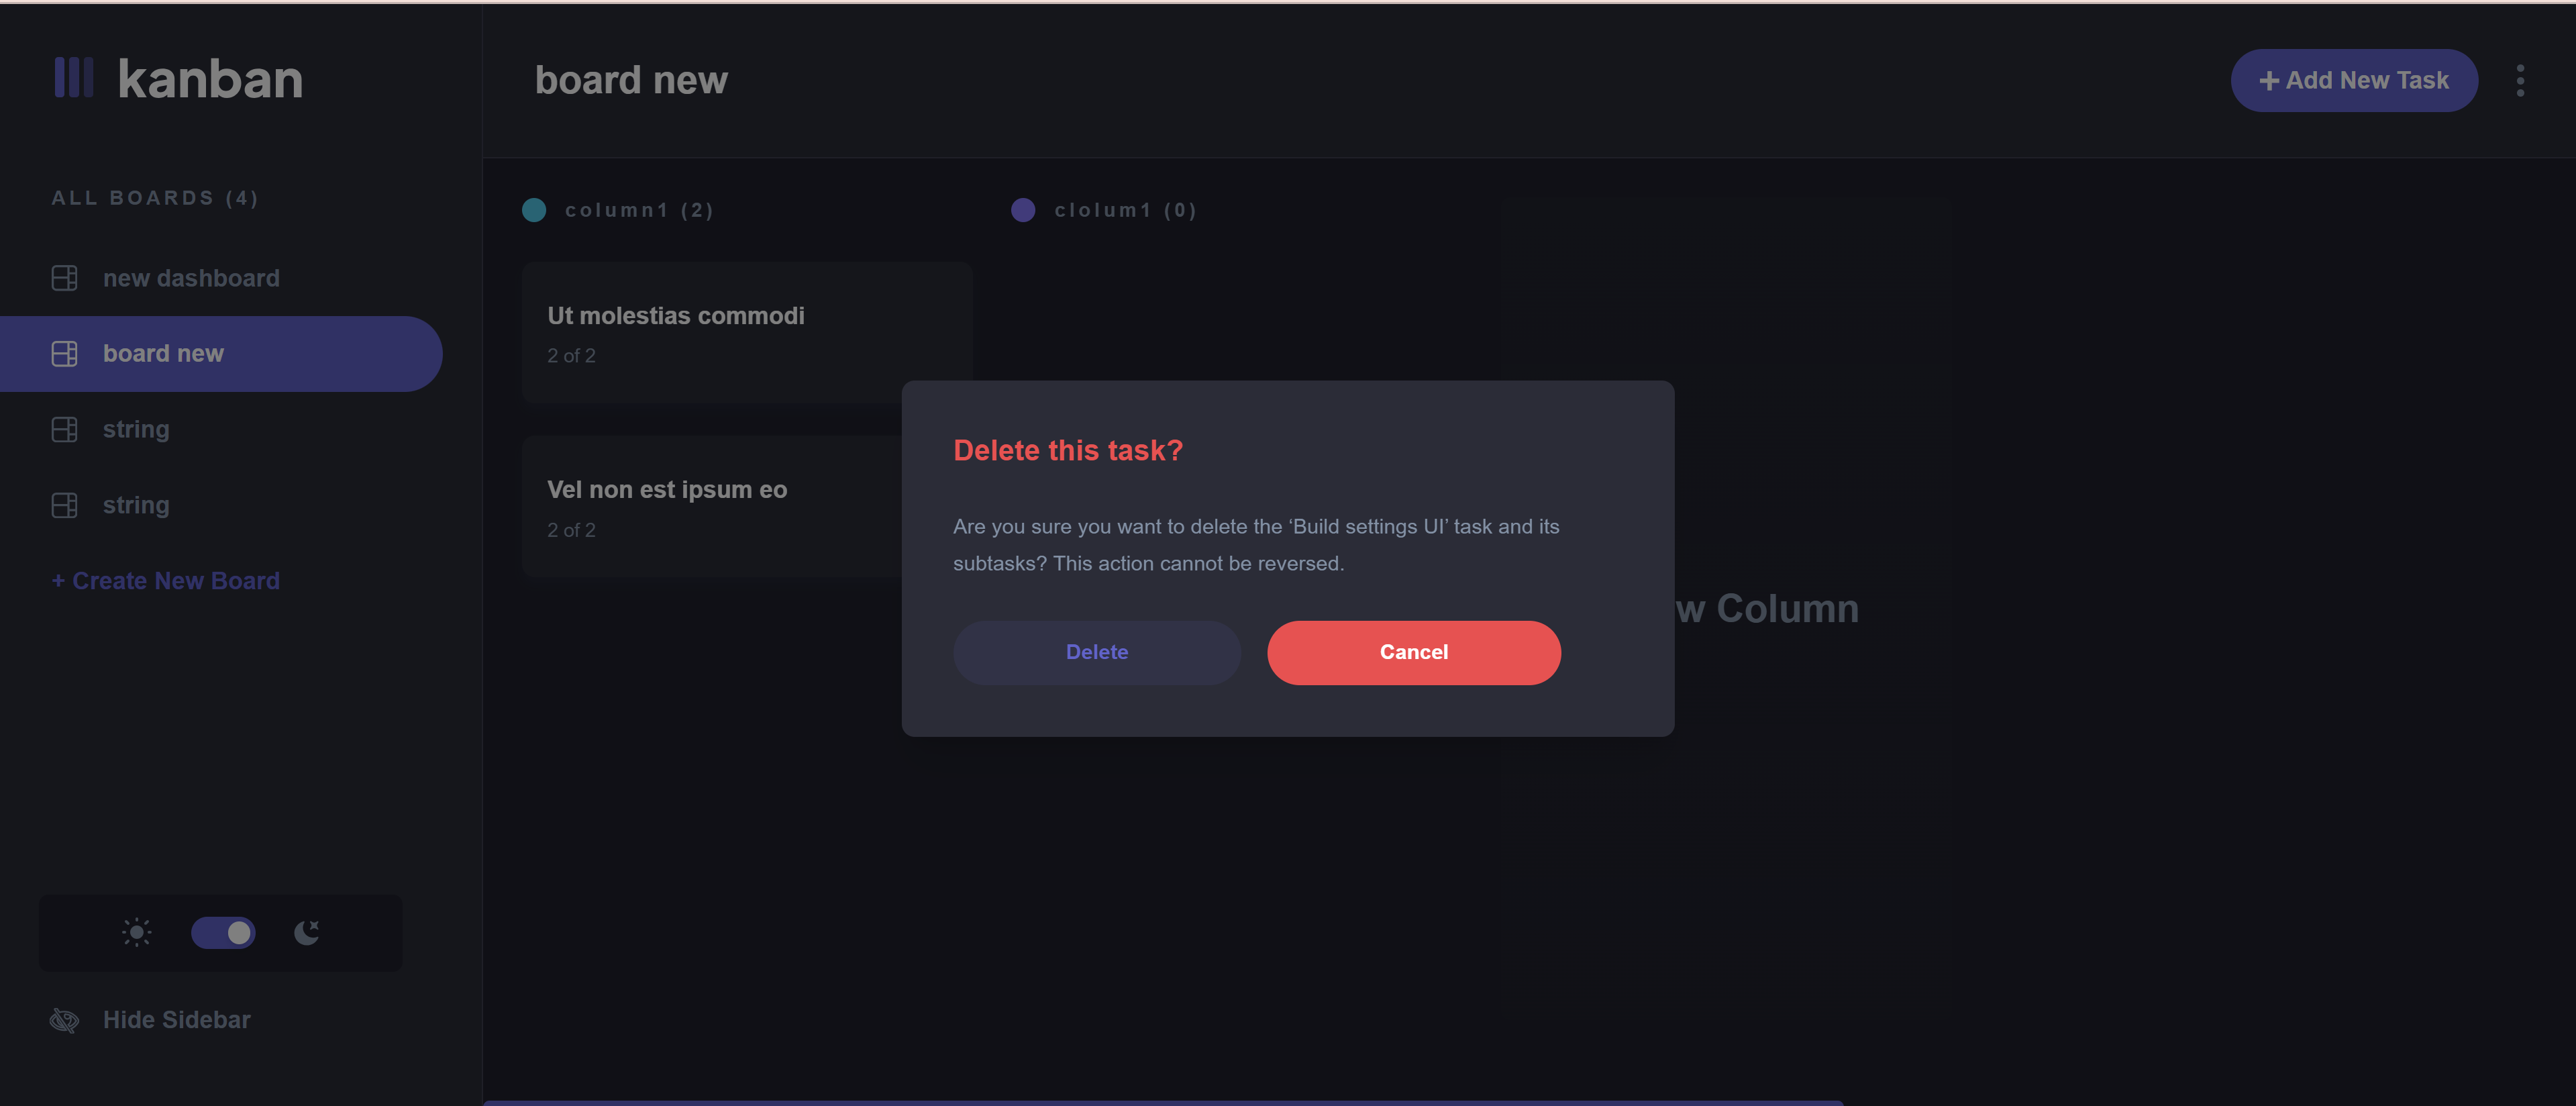 kanban
ALL BOARDS (4)
new dashboard
board new
string
string
+ Create New Board
Hide Sidebar
board new
+ Add New Task
column1 (2)
Ut molestias commodi
2 of 2
Vel non est ipsum eo
2 of 2
clolum1 (0)
w Column
Delete this task?
Are you sure you want to delete the ‘Build settings UI’ task and its
subtasks? This action cannot be reversed.
Delete
Cancel